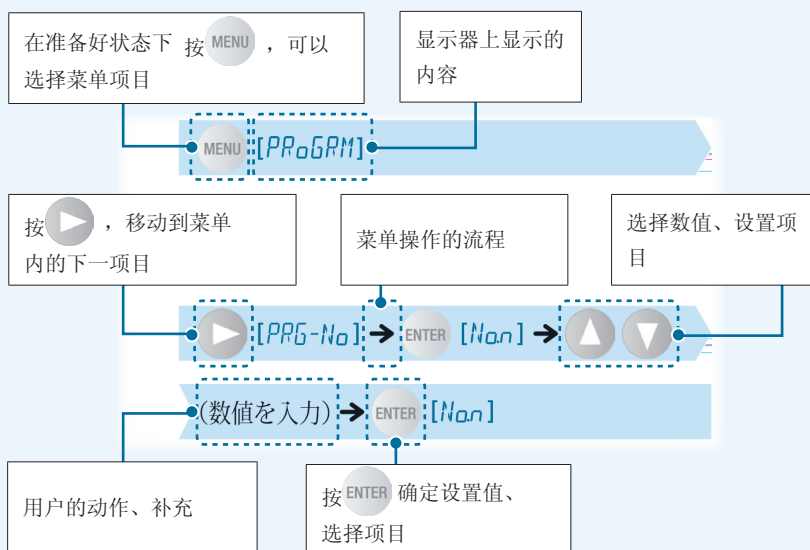 在准备好状态下 按 MENU ，可以
选择菜单项目
显示器上显示的
内容
MENU [PRoGRM]
按 ，移动到菜单
内的下一项目
菜单操作的流程
选择数值、设置项
目
[PRG-No] → ENTER [No.n] →
(数值を入力) → ENTER [No.n]
用户的动作、补充
按 ENTER 确定设置值、
选择项目